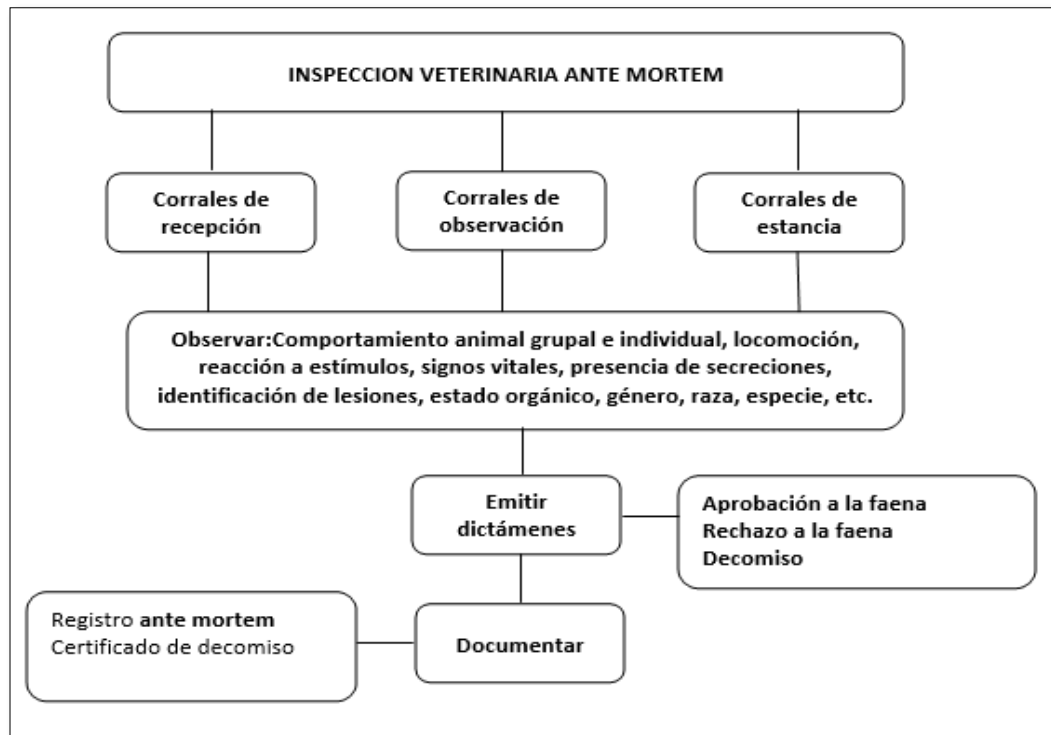 INSPECCION VETERINARIA ANTE MORTEM
Corrales de
recepción
Corrales de
observación
Corrales de
estancia
Observar:Comportamiento animal grupal e individual, locomoción,
reacción a estímulos, signos vitales, presencia de secreciones,
identificación de lesiones, estado orgánico, género, raza, especie, etc.
Emitir
dictámenes
Aprobación a la faena
Rechazo a la faena
Decomiso
Registro ante mortem
Certificado de decomiso
Documentar